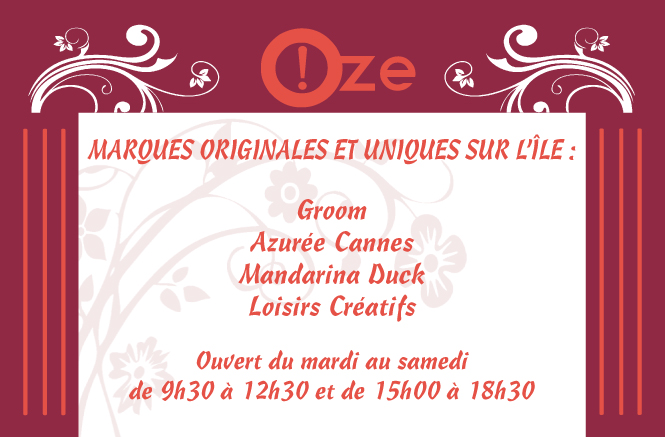 Oze
MARQUES ORIGINALES ET UNIQUES SUR L'ÎLE :
Groom
Azurée Cannes
Mandarina Duck
Loisirs Créatifs
Ouvert du mardi au samedi
de 9h30 à 12h30 et de 15h00 à 18h30